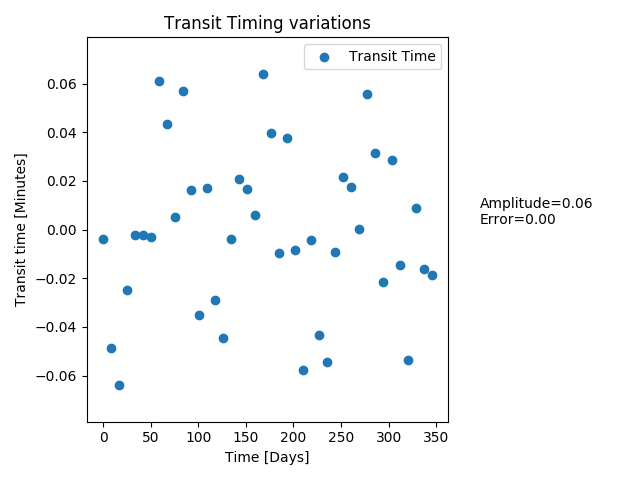 Transit Timing variations
Transit Time
Transit time [Minutes]
0.06
0.04
0.02
0.00
−0.02
−0.04
−0.06
0 50 100 150 200 250 300 350
Time [Days]
Amplitude=0.06
Error=0.00